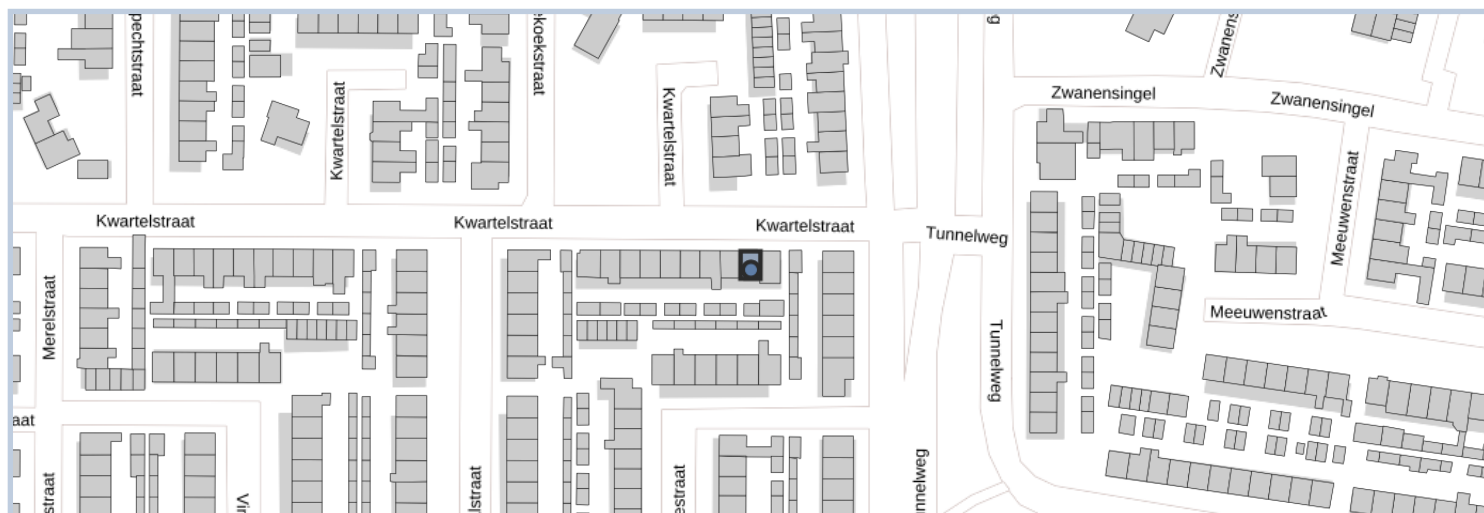 pechtstraat
koekstraat
Kwartelstraat
Kwartelstraat
Zwanensingel
Zwanensingel
Kwartelstraat
Kwartelstraat
Kwartelstraat
Tunnelweg
Meeuwenstraat
Merelstraat
Meeuwenstraat
Tunnelweg
aat
straat
lstraat
estraat
nnelweg